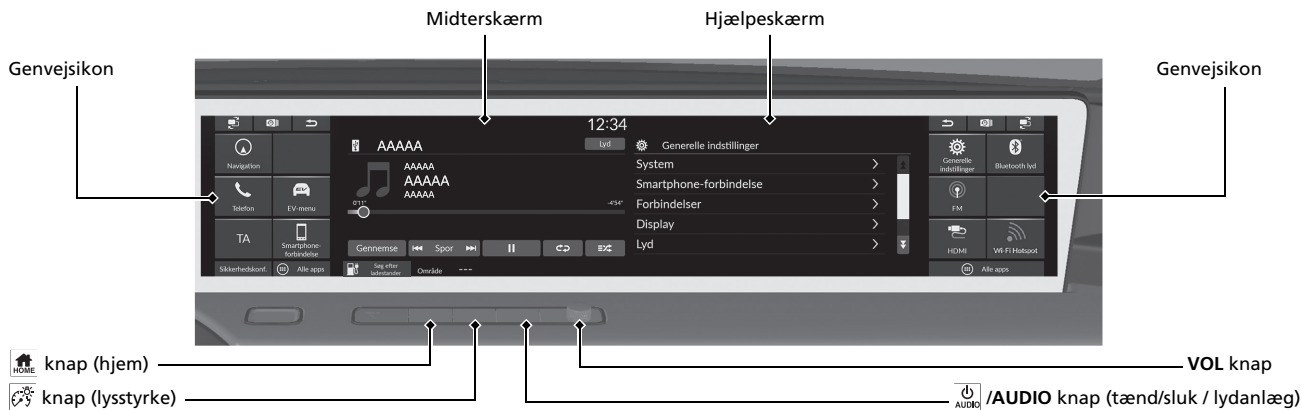 Midterskærm
Hjælpeskærm
Genvejsikon
Genvejsikon
12:34
AAAAA
Lyd
Generelle indstillinger
Navigation
AAAAA
AAAAA
AAAAA
System
Smartphone-forbindelse
Forbindelser
Display
Lyd
Generelle
indstillinger
Bluetooth lyd
Telefon
EV
EV-menu
0'11"
-4'54"
FM
TA
Smartphone-
forbindelse
Gennemse
Spor
HDMI
Wi-Fi Hotspot
Sikkerhedskonf.
Alle apps
Søg efter
ladestander
Område ---
Alle apps
HOME knap (hjem)
VOL knap
knap (lysstyrke)
AUDIO /AUDIO knap (tænd/sluk / lydanlæg)